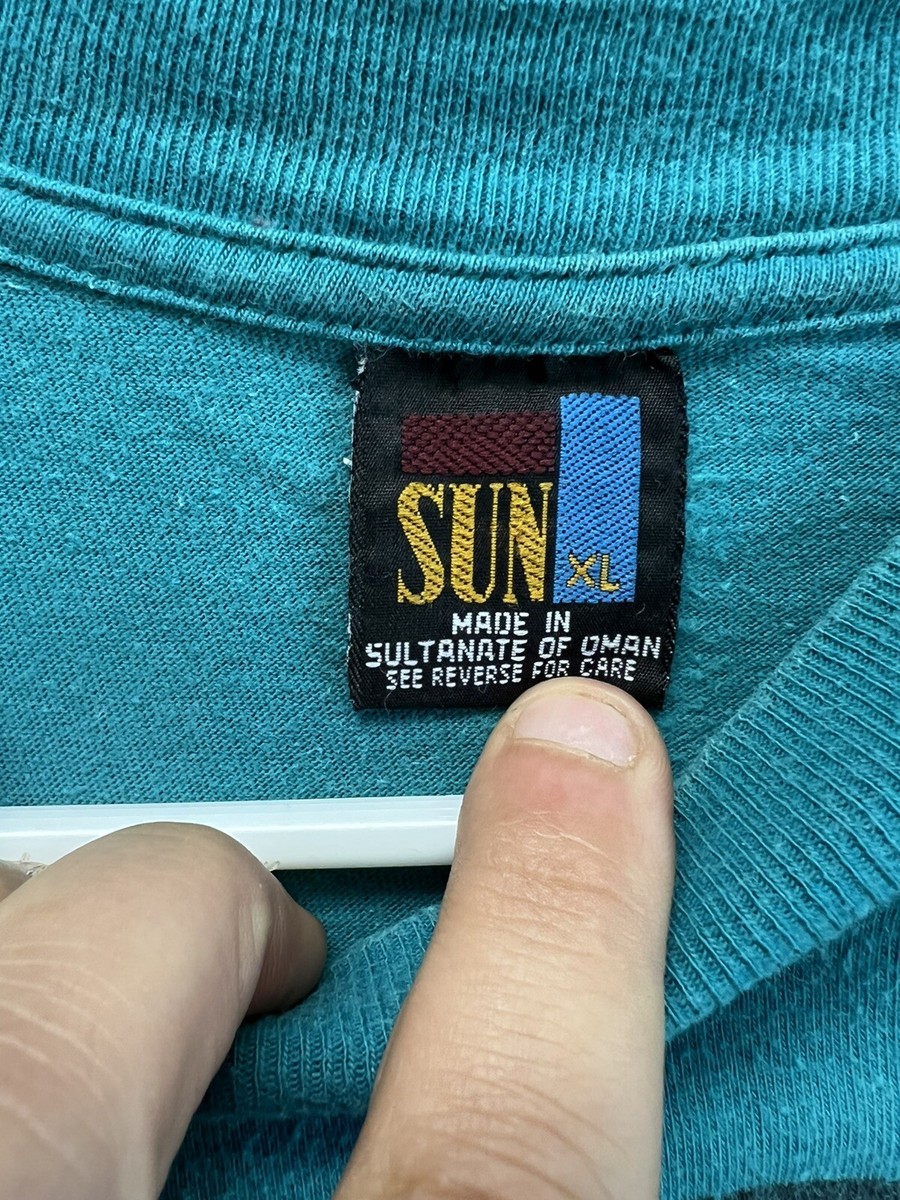 SUN
XL
MADE IN
SULTANATE OF OMAN
SEE REVERSE FOR CARE